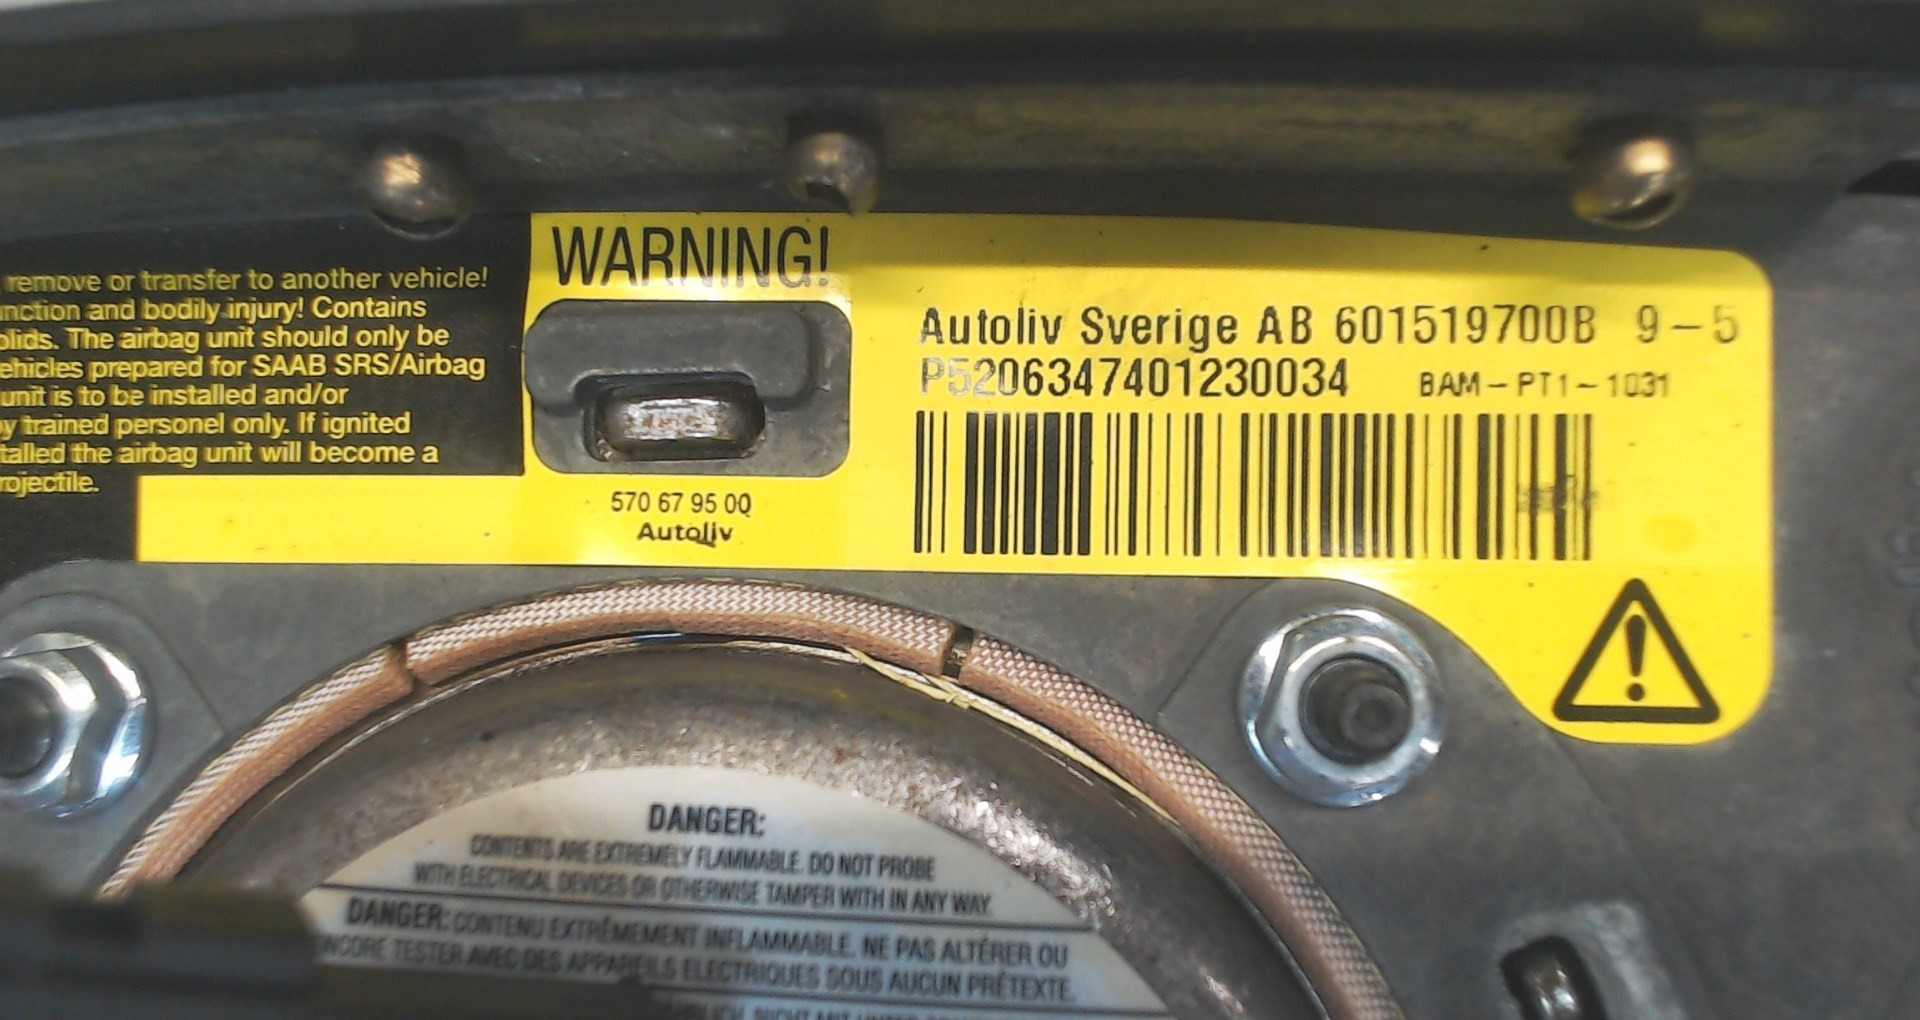 remove or transfer to another vehicle!
nction and bodily injury! Contains
olids. The airbag unit should only be
ehicles prepared for SAAB SRS/Airbag
unit is to be installed and/or
y trained personel only. If ignited
talled the airbag unit will become a
rojectile.
WARNING!
570 67 95 00
Autoliv
Autoliv Sverige AB 601519700B 9-5
P5206347401230034 BAM-PT1-1031
DANGER:
CONTENTS ARE EXTREMELY FLAMMABLE. DO NOT PROBE
WITH ELECTRICAL DEVICES OR OTHERWISE TAMPER WITH IN ANY WAY.
DANGER: CONTENU EXTRÊMEMENT INFLAMMABLE. NE PAS ALTÉRER OU
NCORE TESTER AVEC DES APPAREILS ELECTRIQUES SOUS AUCUN PRÉTEXTE.